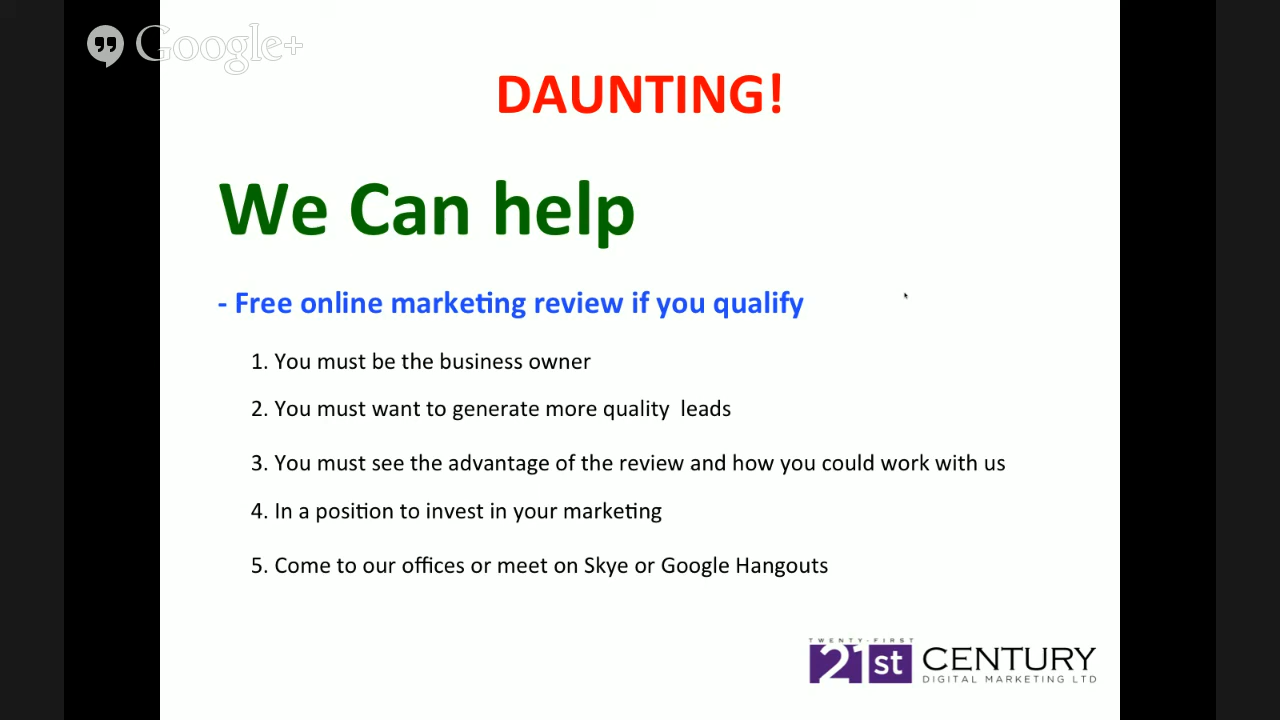 Google+
DAUNTING!
We Can help
- Free online marketing review if you qualify
1. You must be the business owner
2. You must want to generate more quality  leads
3. You must see the advantage of the review and how you could work with us
4. In a position to invest in your marketing
5. Come to our offices or meet on Skye or Google Hangouts
TWENTY-FIRST
21st CENTURY
DIGITAL MARKETING LTD